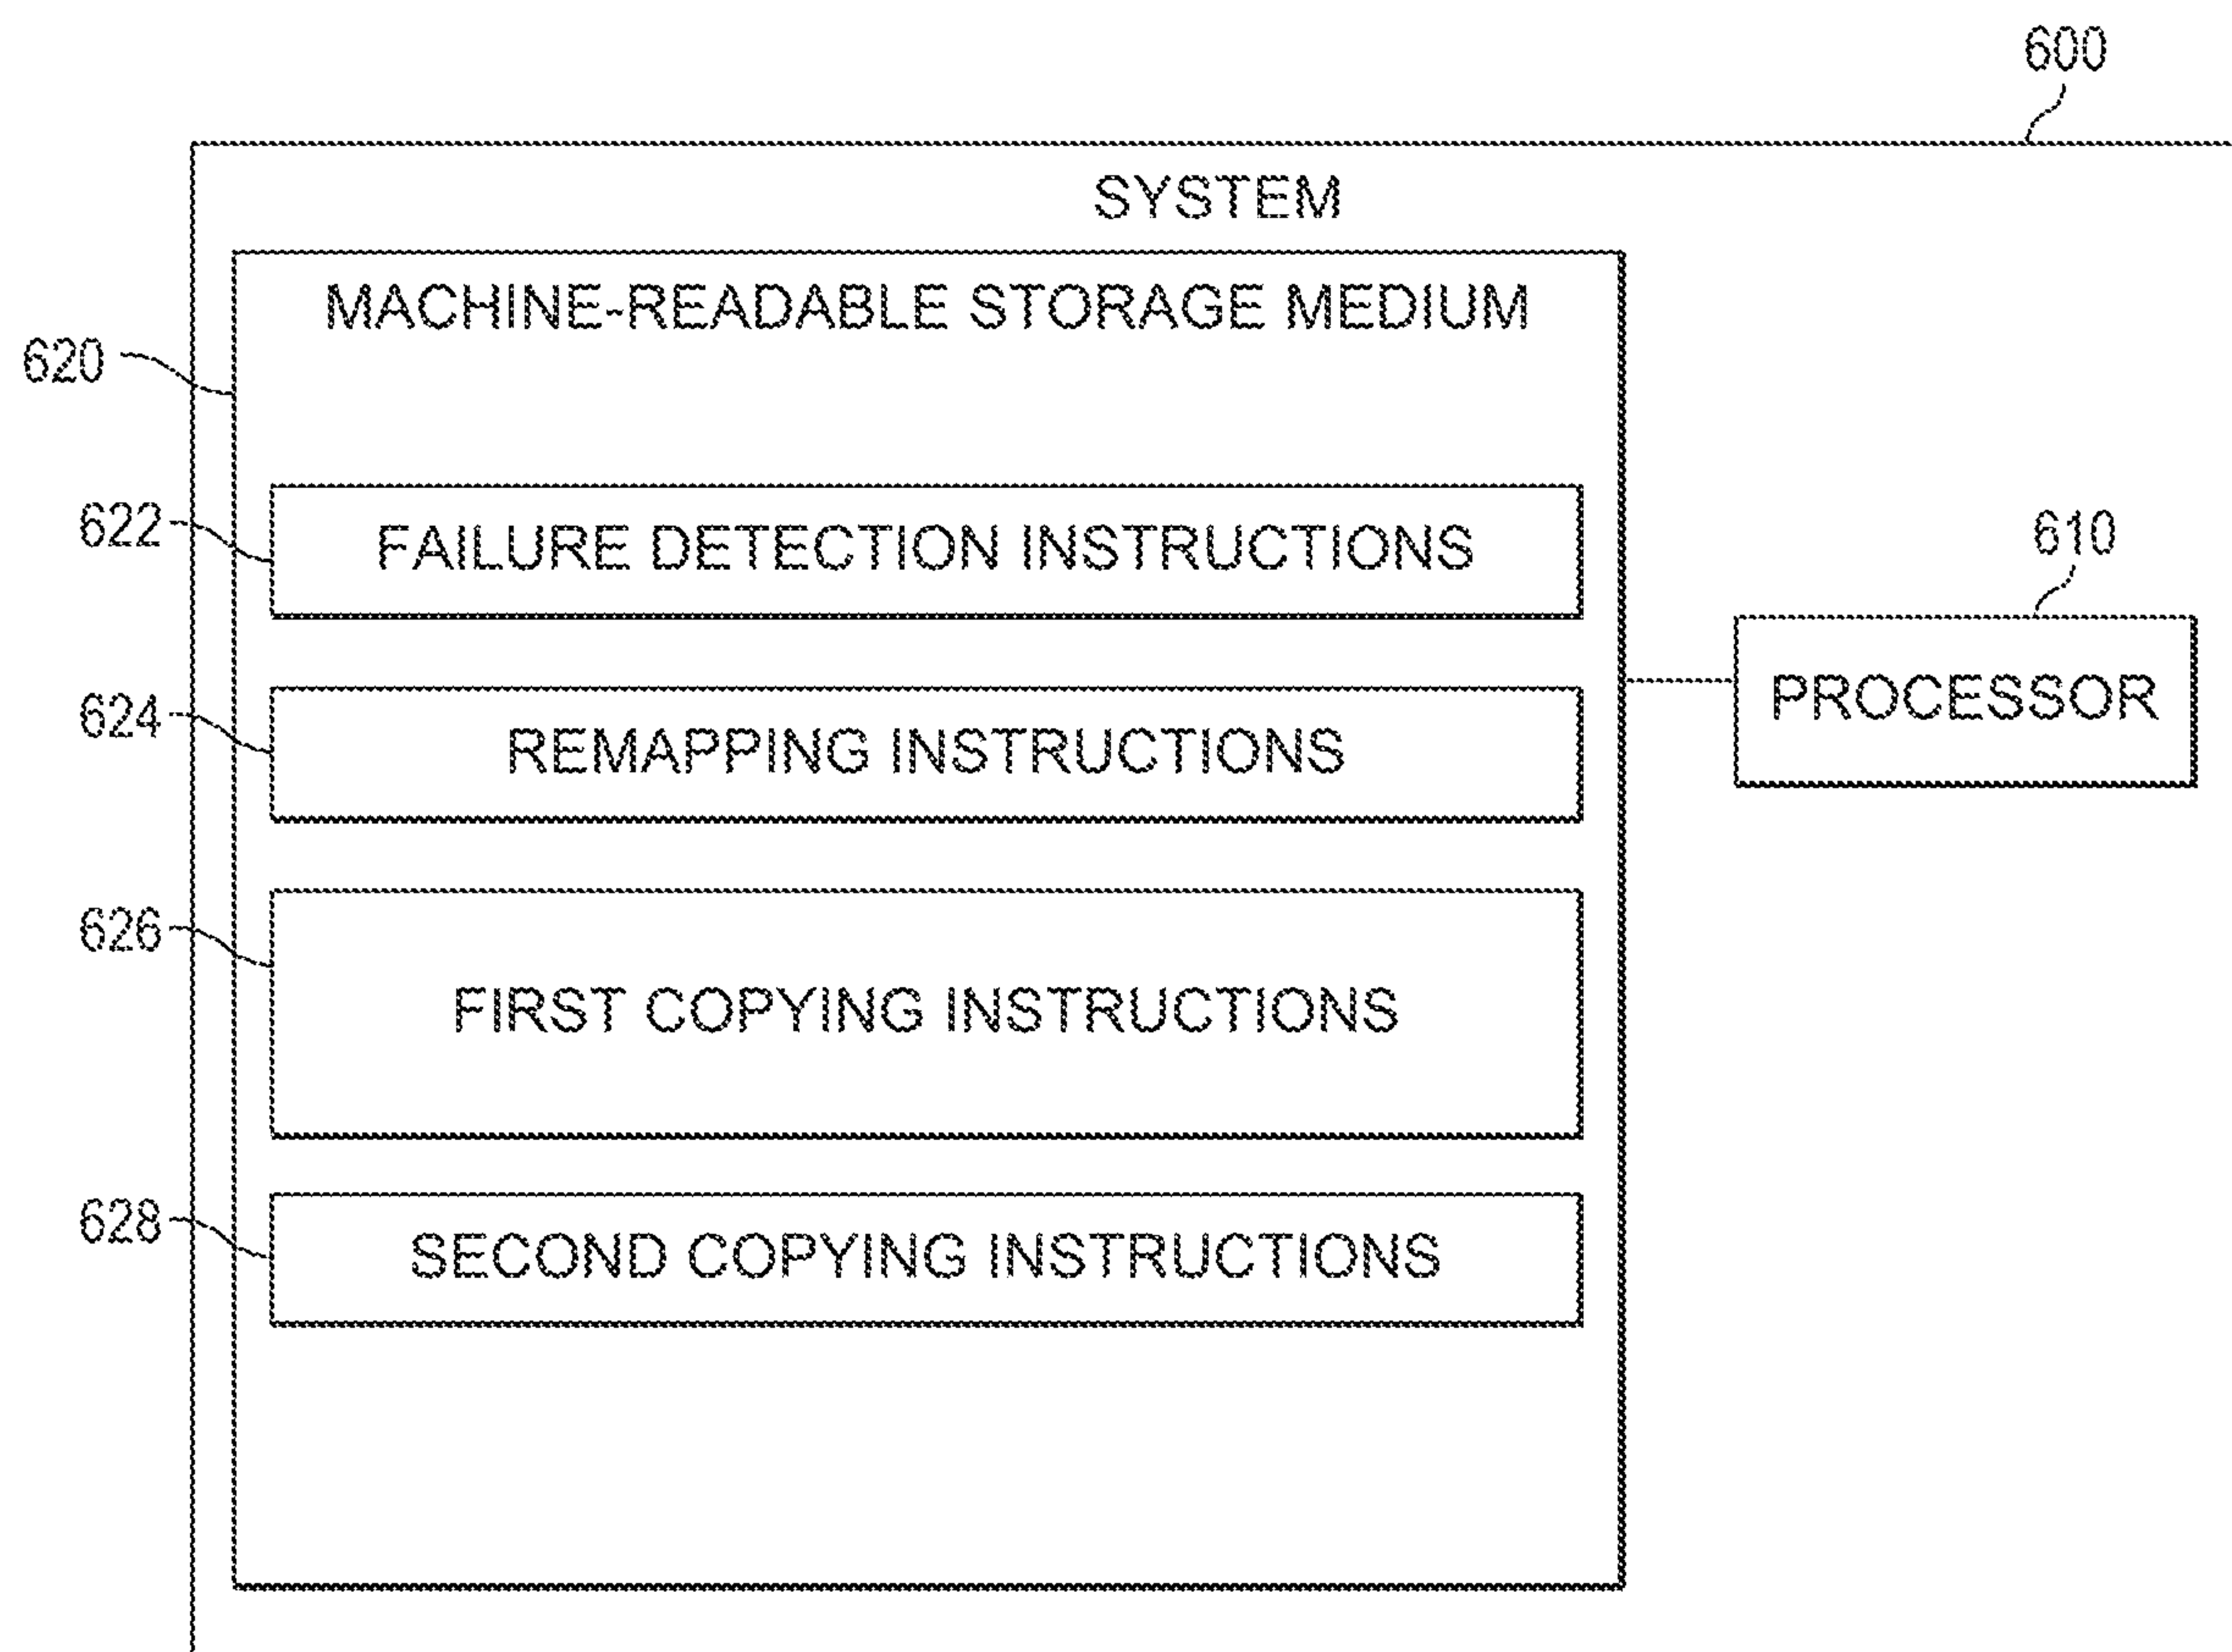 600
SYSTEM
MACHINE-READABLE STORAGE MEDIUM
620
622
FAILURE DETECTION INSTRUCTIONS
610
624
REMAPPING INSTRUCTIONS
PROCESSOR
626
FIRST COPYING INSTRUCTIONS
628
SECOND COPYING INSTRUCTIONS